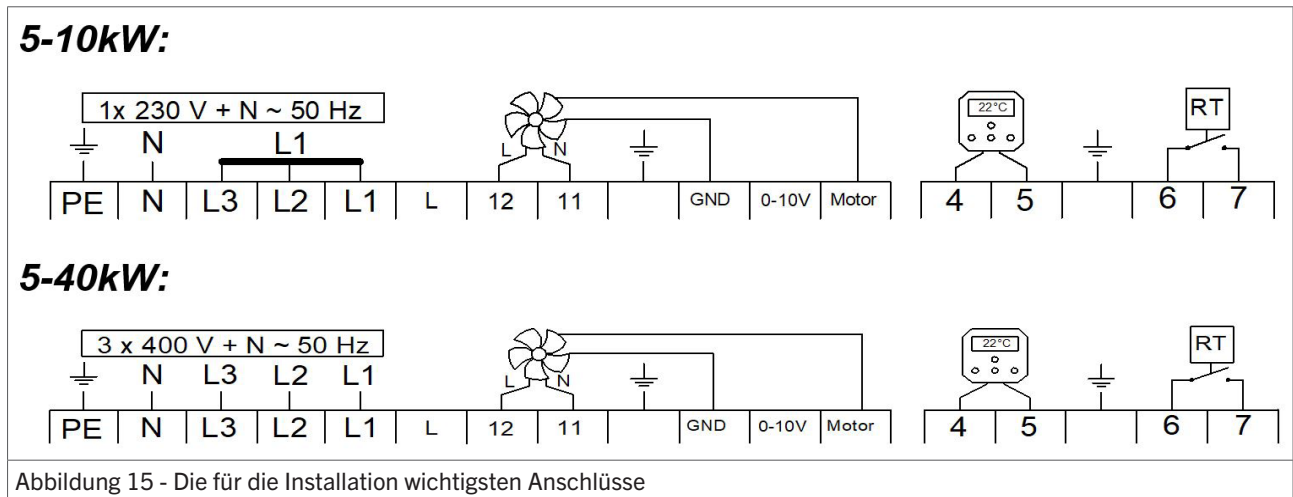 5-10kW:
1x 230 V + N ~ 50 Hz
N L1
L N
22°C
RT
PE N L3 L2 L1 L 12 11 GND 0-10V Motor 4 5 6 7
5-40kW:
3 x 400 V + N ~ 50 Hz
N L3 L2 L1
L N
22°C
RT
PE N L3 L2 L1 L 12 11 GND 0-10V Motor 4 5 6 7
Abbildung 15 - Die für die Installation wichtigsten Anschlüsse